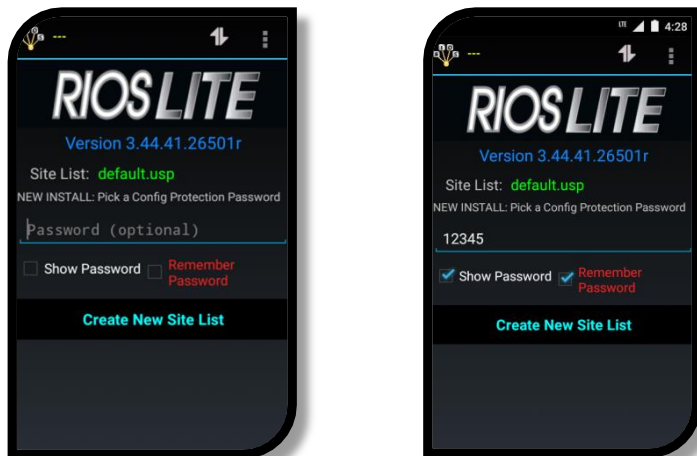 ---
RIOS LITE
Version 3.44.41.26501r
Site List: default.usp
NEW INSTALL: Pick a Config Protection Password
Password (optional)
Show Password
Remember
Password
Create New Site List
LTE 4:28
---
RIOS LITE
Version 3.44.41.26501r
Site List: default.usp
NEW INSTALL: Pick a Config Protection Password
12345
Show Password
Remember
Password
Create New Site List